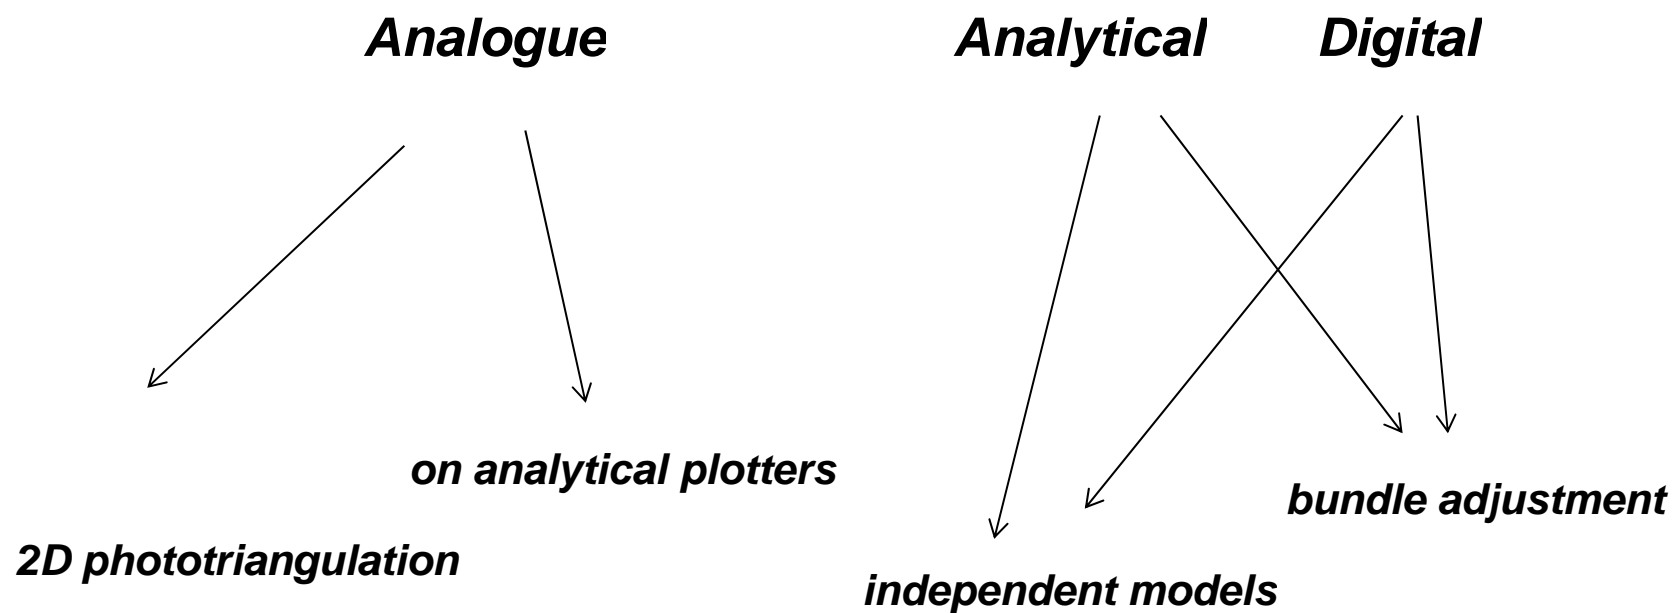 Analogue
Analytical
Digital
on analytical plotters
bundle adjustment
2D phototriangulation
independent models